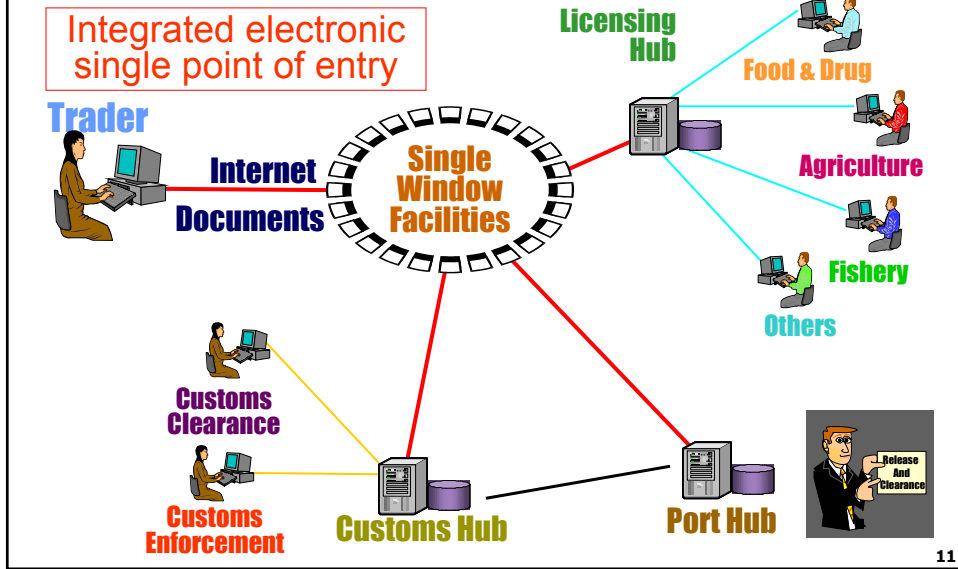 Integrated electronic
single point of entry
Trader
Internet
Documents
Single
Window
Facilities
Licensing
Hub
Food & Drug
Agriculture
Fishery
Others
Customs
Clearance
Customs
Enforcement
Customs Hub
Port Hub
Release
And
Clearance
11